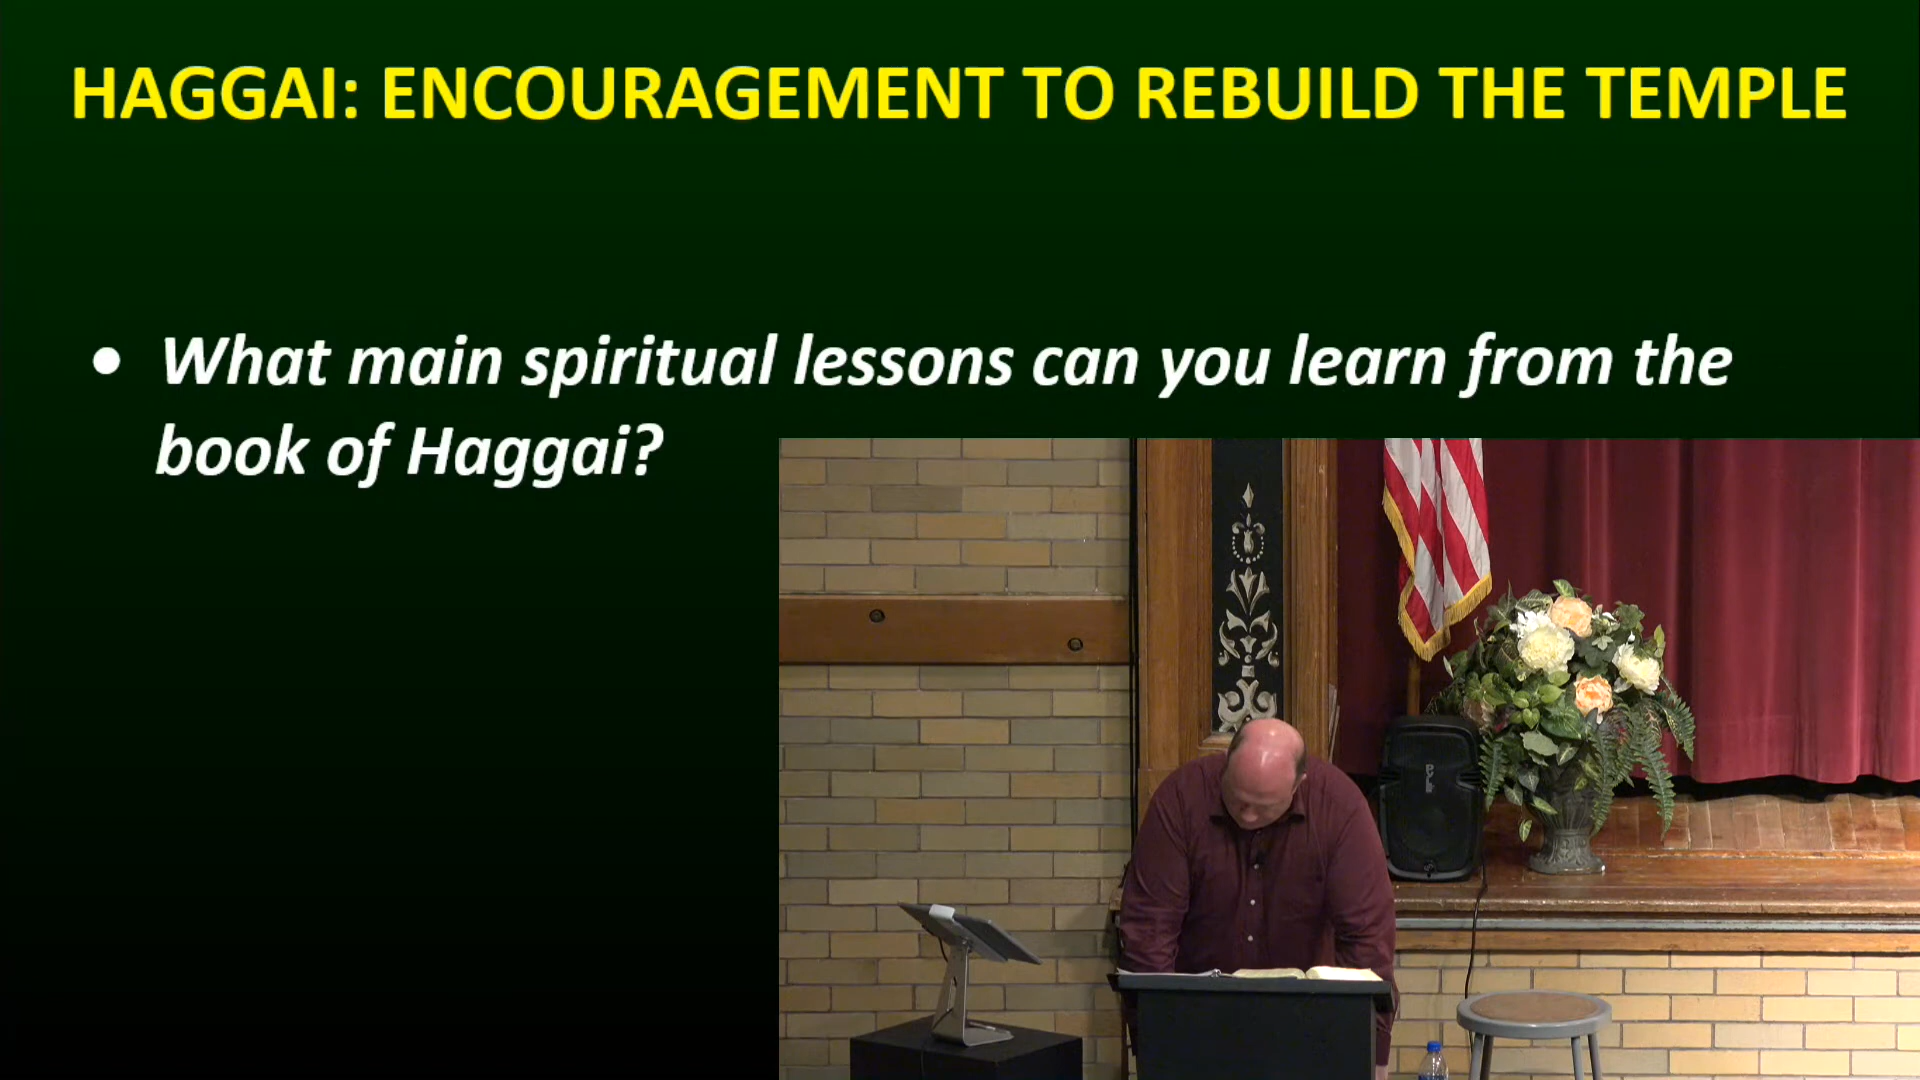 HAGGAI: ENCOURAGEMENT TO REBUILD THE TEMPLE
• What main spiritual lessons can you learn from the
book of Haggai?